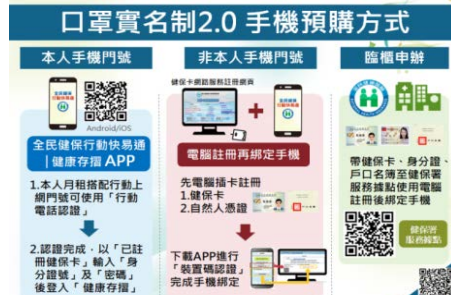 口罩實名制2.0 手機預購方式
本人手機門號
Android/iOS
全民健保行動快易通
|健康存摺 APP
1.本人月租搭配行動上
網門號可使用「行動
電話認證」
2.認證完成，以「已註
冊健保卡」輸入「身
分證號」及「密碼」
後登入「健康存摺」
非本人手機門號
健保卡網路服務註冊網頁
電腦註冊再綁定手機
先電腦插卡註冊
1.健保卡
2.自然人憑證
下載APP進行
「裝置碼認證」
完成手機綁定
臨櫃申辦
帶健保卡、身分證、
戶口名簿至健保署
服務據點使用電腦
註冊後綁定手機
健保署
服務據點